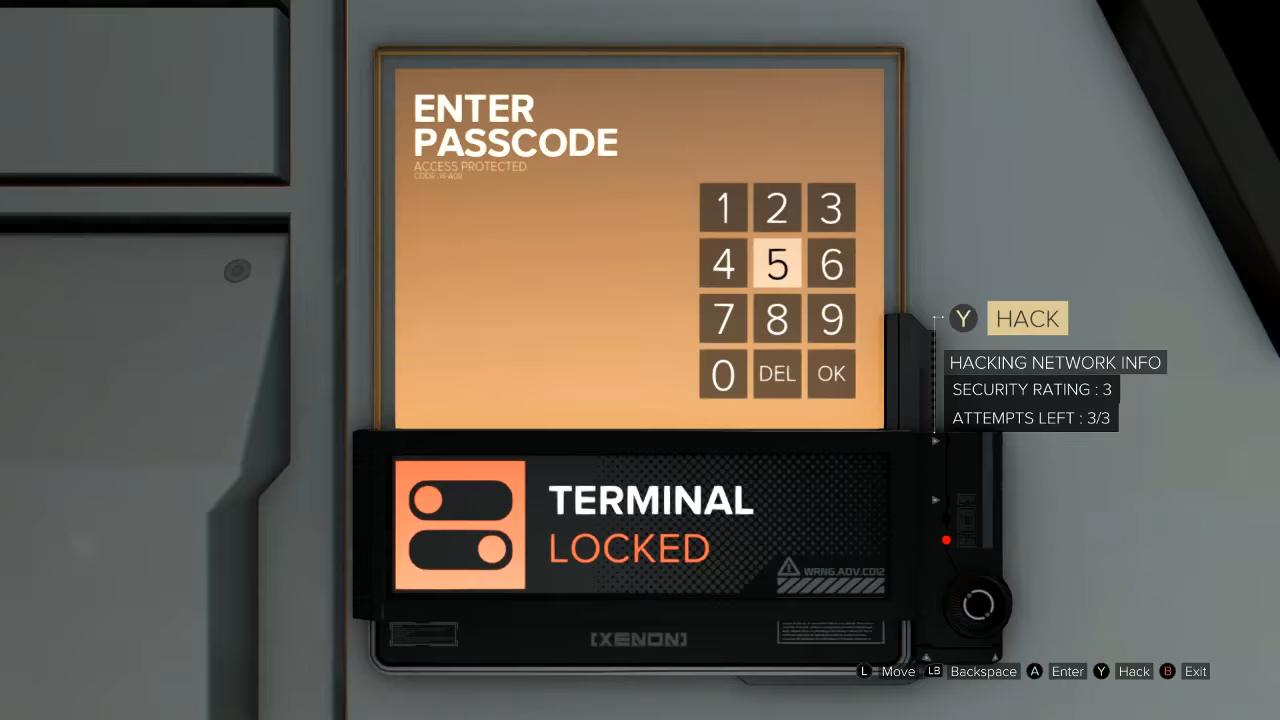 ENTER
PASSCODE
ACCESS PROTECTED
1 2 3
4 5 6
7 8 9
0 DEL OK
Y HACK
HACKING NETWORK INFO
SECURITY RATING : 3
ATTEMPTS LEFT : 3/3
TERMINAL
LOCKED
WRNG.ADV.CD12
[XENON]
L Move LB Backspace A Enter Y Hack B Exit